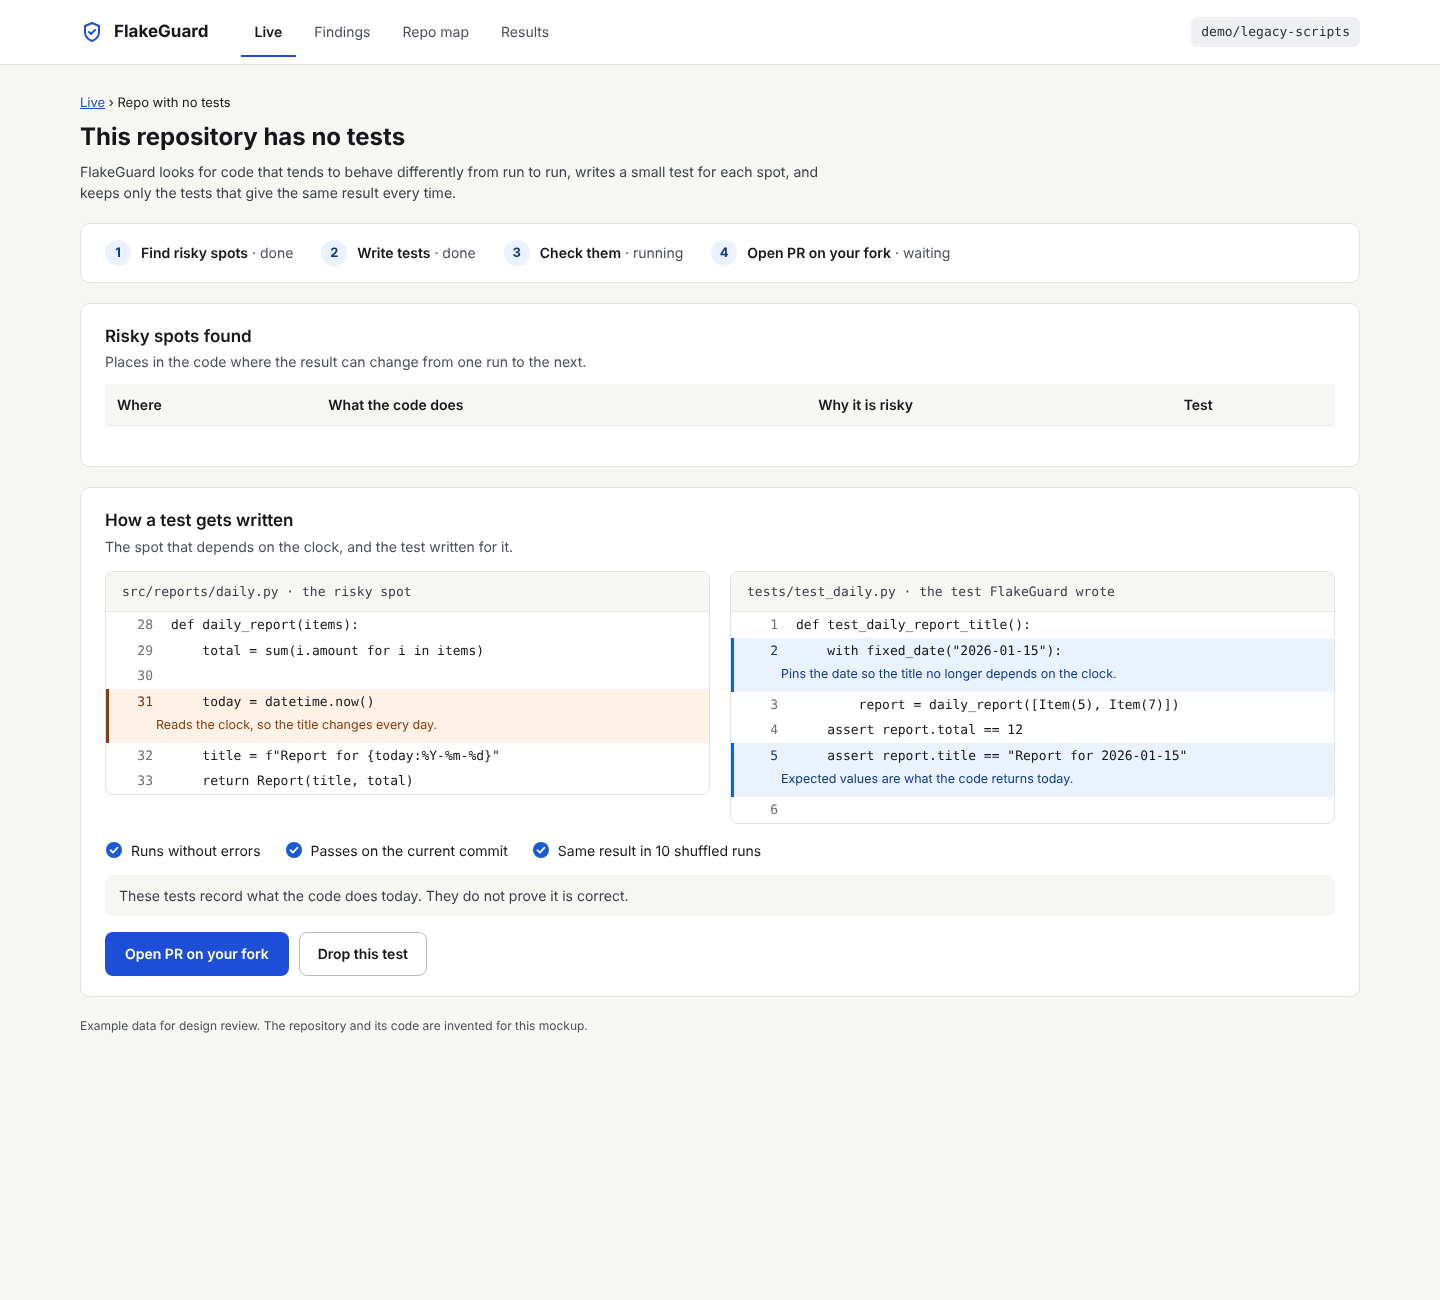 FlakeGuard
Live
Findings
Repo map
Results
demo/legacy-scripts
Live › Repo with no tests
This repository has no tests
FlakeGuard looks for code that tends to behave differently from run to run, writes a small test for each spot, and
keeps only the tests that give the same result every time.
1 Find risky spots · done
2 Write tests · done
3 Check them · running
4 Open PR on your fork · waiting
Risky spots found
Places in the code where the result can change from one run to the next.
Where
What the code does
Why it is risky
Test
How a test gets written
The spot that depends on the clock, and the test written for it.
src/reports/daily.py · the risky spot
28 def daily_report(items):
29     total = sum(i.amount for i in items)
30
31     today = datetime.now()
Reads the clock, so the title changes every day.
32     title = f"Report for {today:%Y-%m-%d}"
33     return Report(title, total)
tests/test_daily.py · the test FlakeGuard wrote
1 def test_daily_report_title():
2     with fixed_date("2026-01-15"):
Pins the date so the title no longer depends on the clock.
3         report = daily_report([Item(5), Item(7)])
4     assert report.total == 12
5     assert report.title == "Report for 2026-01-15"
Expected values are what the code returns today.
6
Runs without errors
Passes on the current commit
Same result in 10 shuffled runs
These tests record what the code does today. They do not prove it is correct.
Open PR on your fork
Drop this test
Example data for design review. The repository and its code are invented for this mockup.